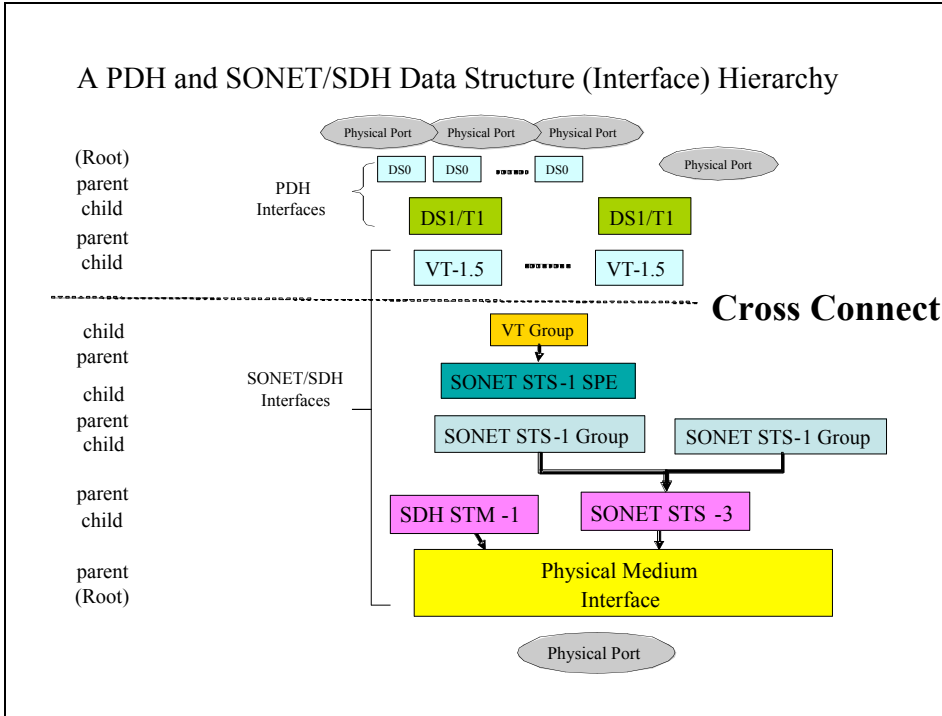 A PDH and SONET/SDH Data Structure (Interface) Hierarchy
Physical Port
Physical Port
Physical Port
(Root)
Physical Port
DS0
DS0
DS0
parent
PDH
Interfaces
child
DS1/T1
DS1/T1
parent
child
VT-1.5
VT-1.5
Cross Connect
child
VT Group
parent
SONET/SDH
Interfaces
SONET STS-1 SPE
child
parent
SONET STS-1 Group
SONET STS-1 Group
child
parent
SDH STM -1
SONET STS -3
child
parent
Physical Medium
Interface
(Root)
Physical Port